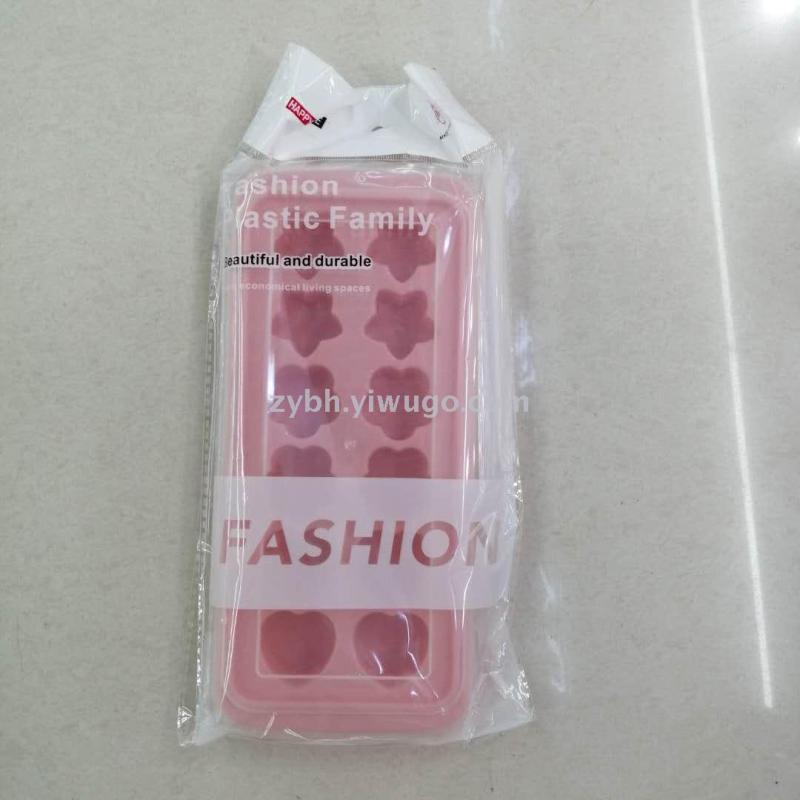 HAPPY
Fashion
Plastic Family
Beautiful and durable
economical living spaces
zybh.yiwugo.com
FASHION